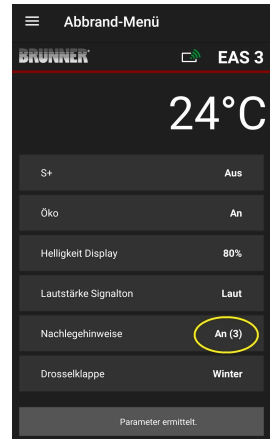 Abbrand-Menü
BRUNNER EAS 3
24°C
S+ Aus
Öko An
Helligkeit Display 80%
Lautstärke Signalton Laut
Nachlegehinweise An (3)
Drosselklappe Winter
Parameter ermittelt.